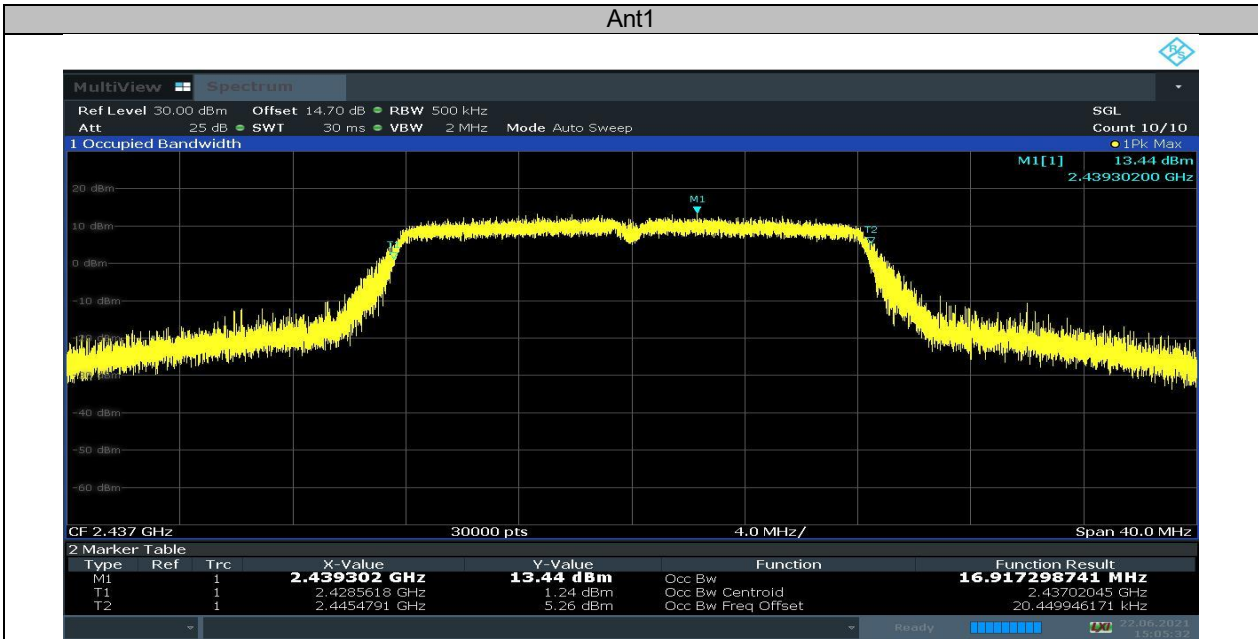 Ant1
R&S
MultiView Spectrum
Ref Level 30.00 dBm Offset 14.70 dB RBW 500 kHz SGL
Att 25 dB SWT 30 ms VBW 2 MHz Mode Auto Sweep Count 10/10
1 Occupied Bandwidth 1Pk Max
M1[1] 13.44 dBm
2.43930200 GHz
20 dBm
M1
10 dBm
T2
0 dBm
-10 dBm
-40 dBm
-50 dBm
-60 dBm
CF 2.437 GHz 30000 pts 4.0 MHz/ Span 40.0 MHz
2 Marker Table
Type Ref Trc X-Value Y-Value Function Function Result
M1 1 2.439302 GHz 13.44 dBm Occ Bw 16.917298741 MHz
T1 1 2.4285618 GHz 1.24 dBm Occ Bw Centroid 2.43702045 GHz
T2 1 2.4454791 GHz 5.26 dBm Occ Bw Freq Offset 20.449946171 kHz
Ready LXI 22.06.2021
15:05:32